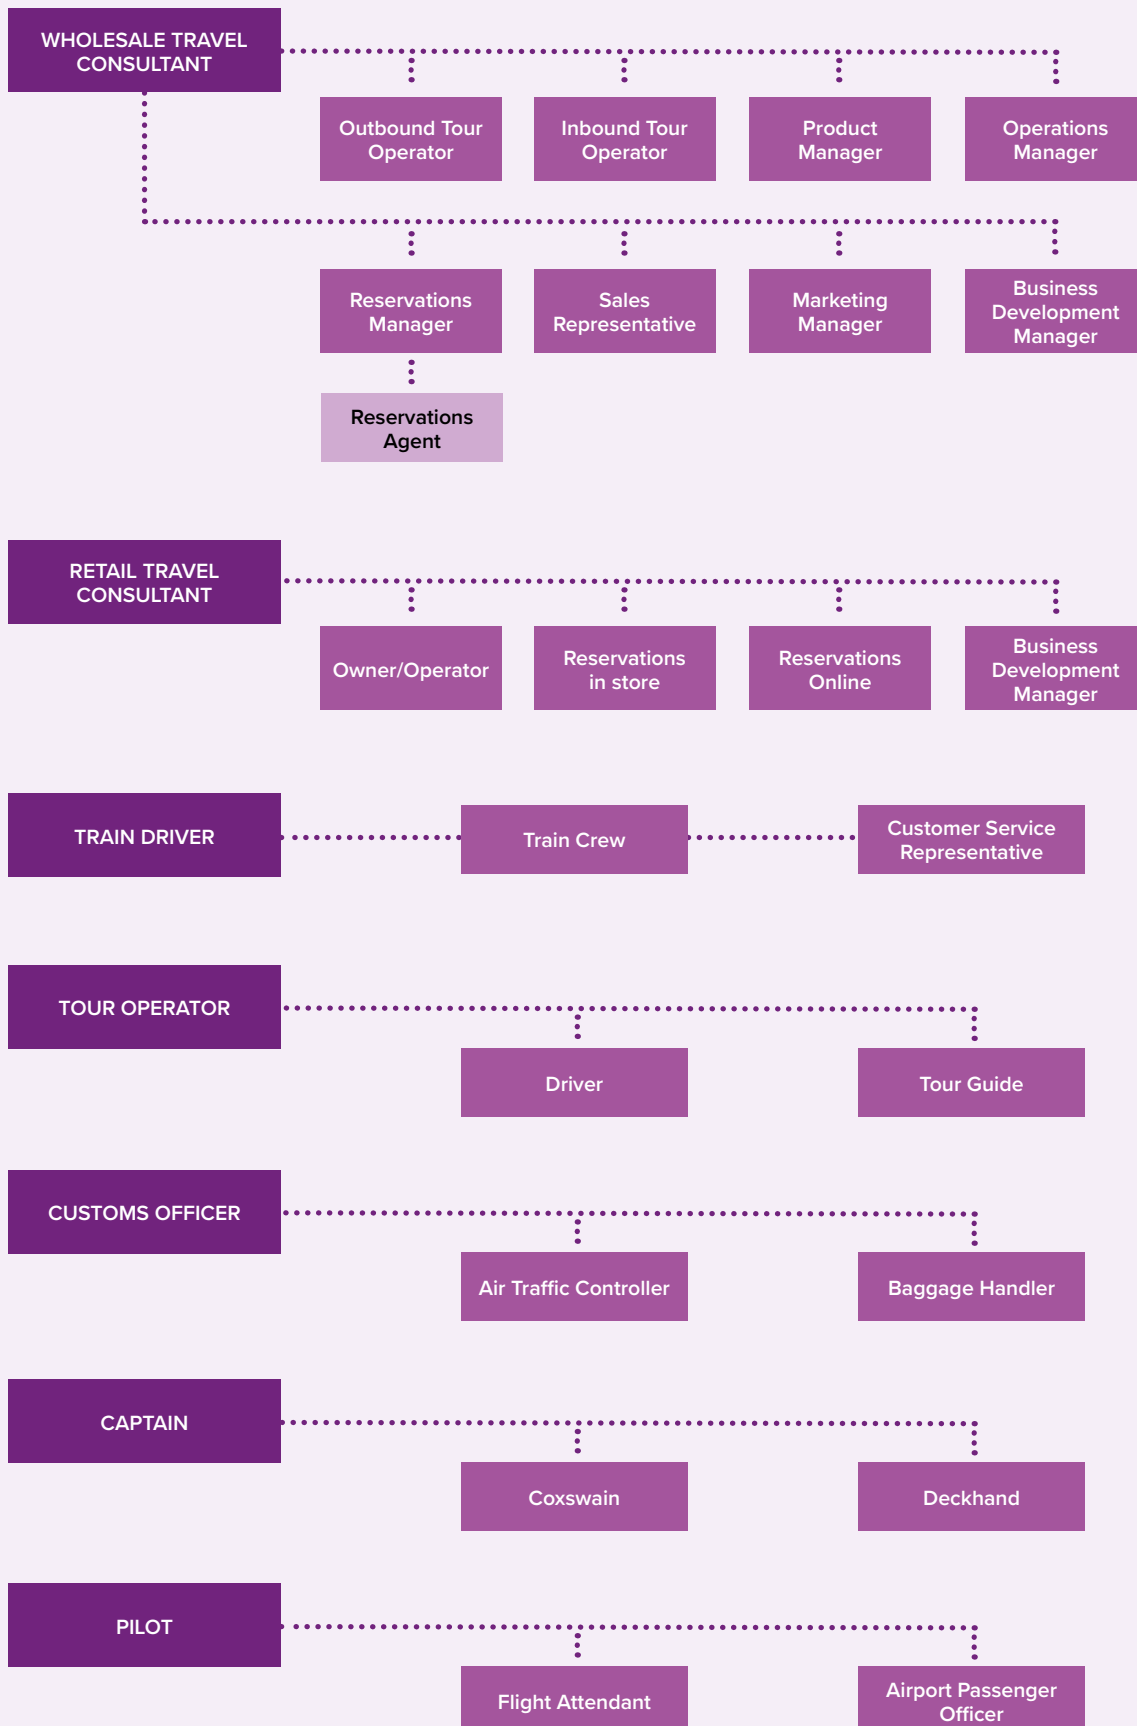 WHOLESALE TRAVEL
CONSULTANT
Outbound Tour
Operator
Inbound Tour
Operator
Product
Manager
Operations
Manager
Reservations
Manager
Sales
Representative
Marketing
Manager
Business
Development
Manager
Reservations
Agent
RETAIL TRAVEL
CONSULTANT
Owner/Operator
Reservations
in store
Reservations
Online
Business
Development
Manager
TRAIN DRIVER
Train Crew
Customer Service
Representative
TOUR OPERATOR
Driver
Tour Guide
CUSTOMS OFFICER
Air Traffic Controller
Baggage Handler
CAPTAIN
Coxswain
Deckhand
PILOT
Flight Attendant
Airport Passenger
Officer